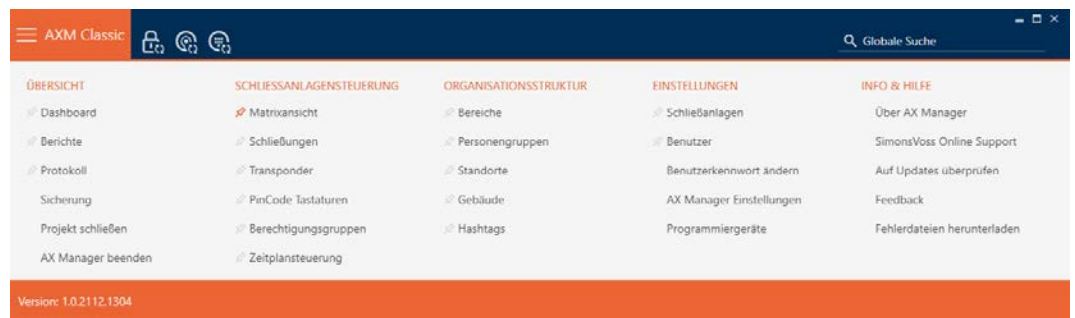 AXM Classic
Globale Suche
ÜBERSICHT
Dashboard
Berichte
Protokoll
Sicherung
Projekt schließen
AX Manager beenden
SCHLIESSANLAGENSTEUERUNG
Matrixansicht
Schließungen
Transponder
PinCode Tastaturen
Berechtigungsgruppen
Zeitplansteuerung
ORGANISATIONSSTRUKTUR
Bereiche
Personengruppen
Standorte
Gebäude
Hashtags
EINSTELLUNGEN
Schließanlagen
Benutzer
Benutzerkennwort ändern
AX Manager Einstellungen
Programmiergeräte
INFO & HILFE
Über AX Manager
SimonsVoss Online Support
Auf Updates überprüfen
Feedback
Fehlerdateien herunterladen
Version: 1.0.2112.1304